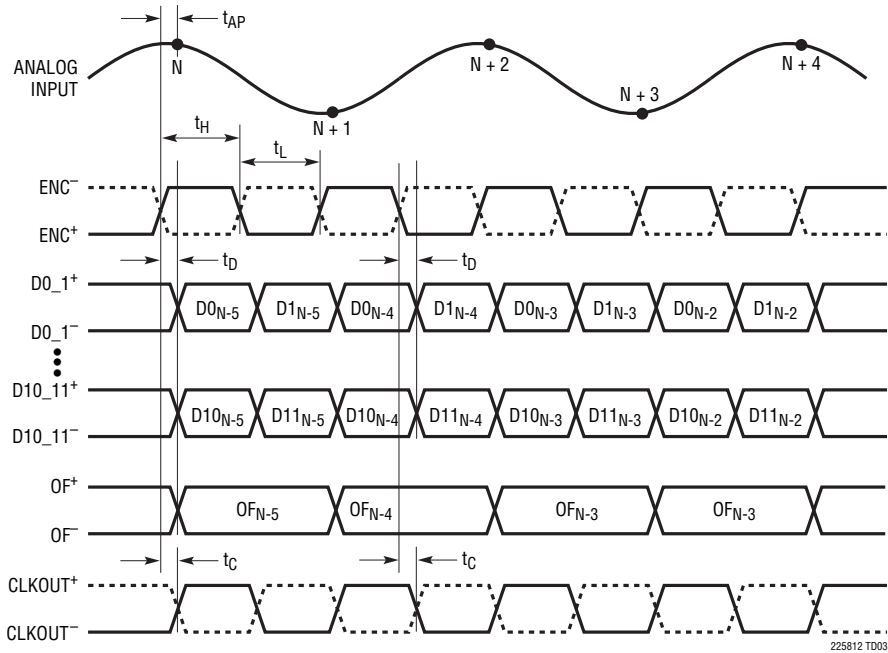 t_AP
ANALOG
INPUT
N
N + 1
N + 2
N + 3
N + 4
t_H
t_L
ENC⁻
ENC⁺
t_D
t_D
D0_1⁺
D0_1⁻
D0_N-5 D1_N-5 D0_N-4 D1_N-4 D0_N-3 D1_N-3 D0_N-2 D1_N-2
D10_11⁺
D10_11⁻
D10_N-5 D11_N-5 D10_N-4 D11_N-4 D10_N-3 D11_N-3 D10_N-2 D11_N-2
OF⁺
OF⁻
OF_N-5 OF_N-4 OF_N-3 OF_N-3
t_C
t_C
CLKOUT⁺
CLKOUT⁻
225812 TD03